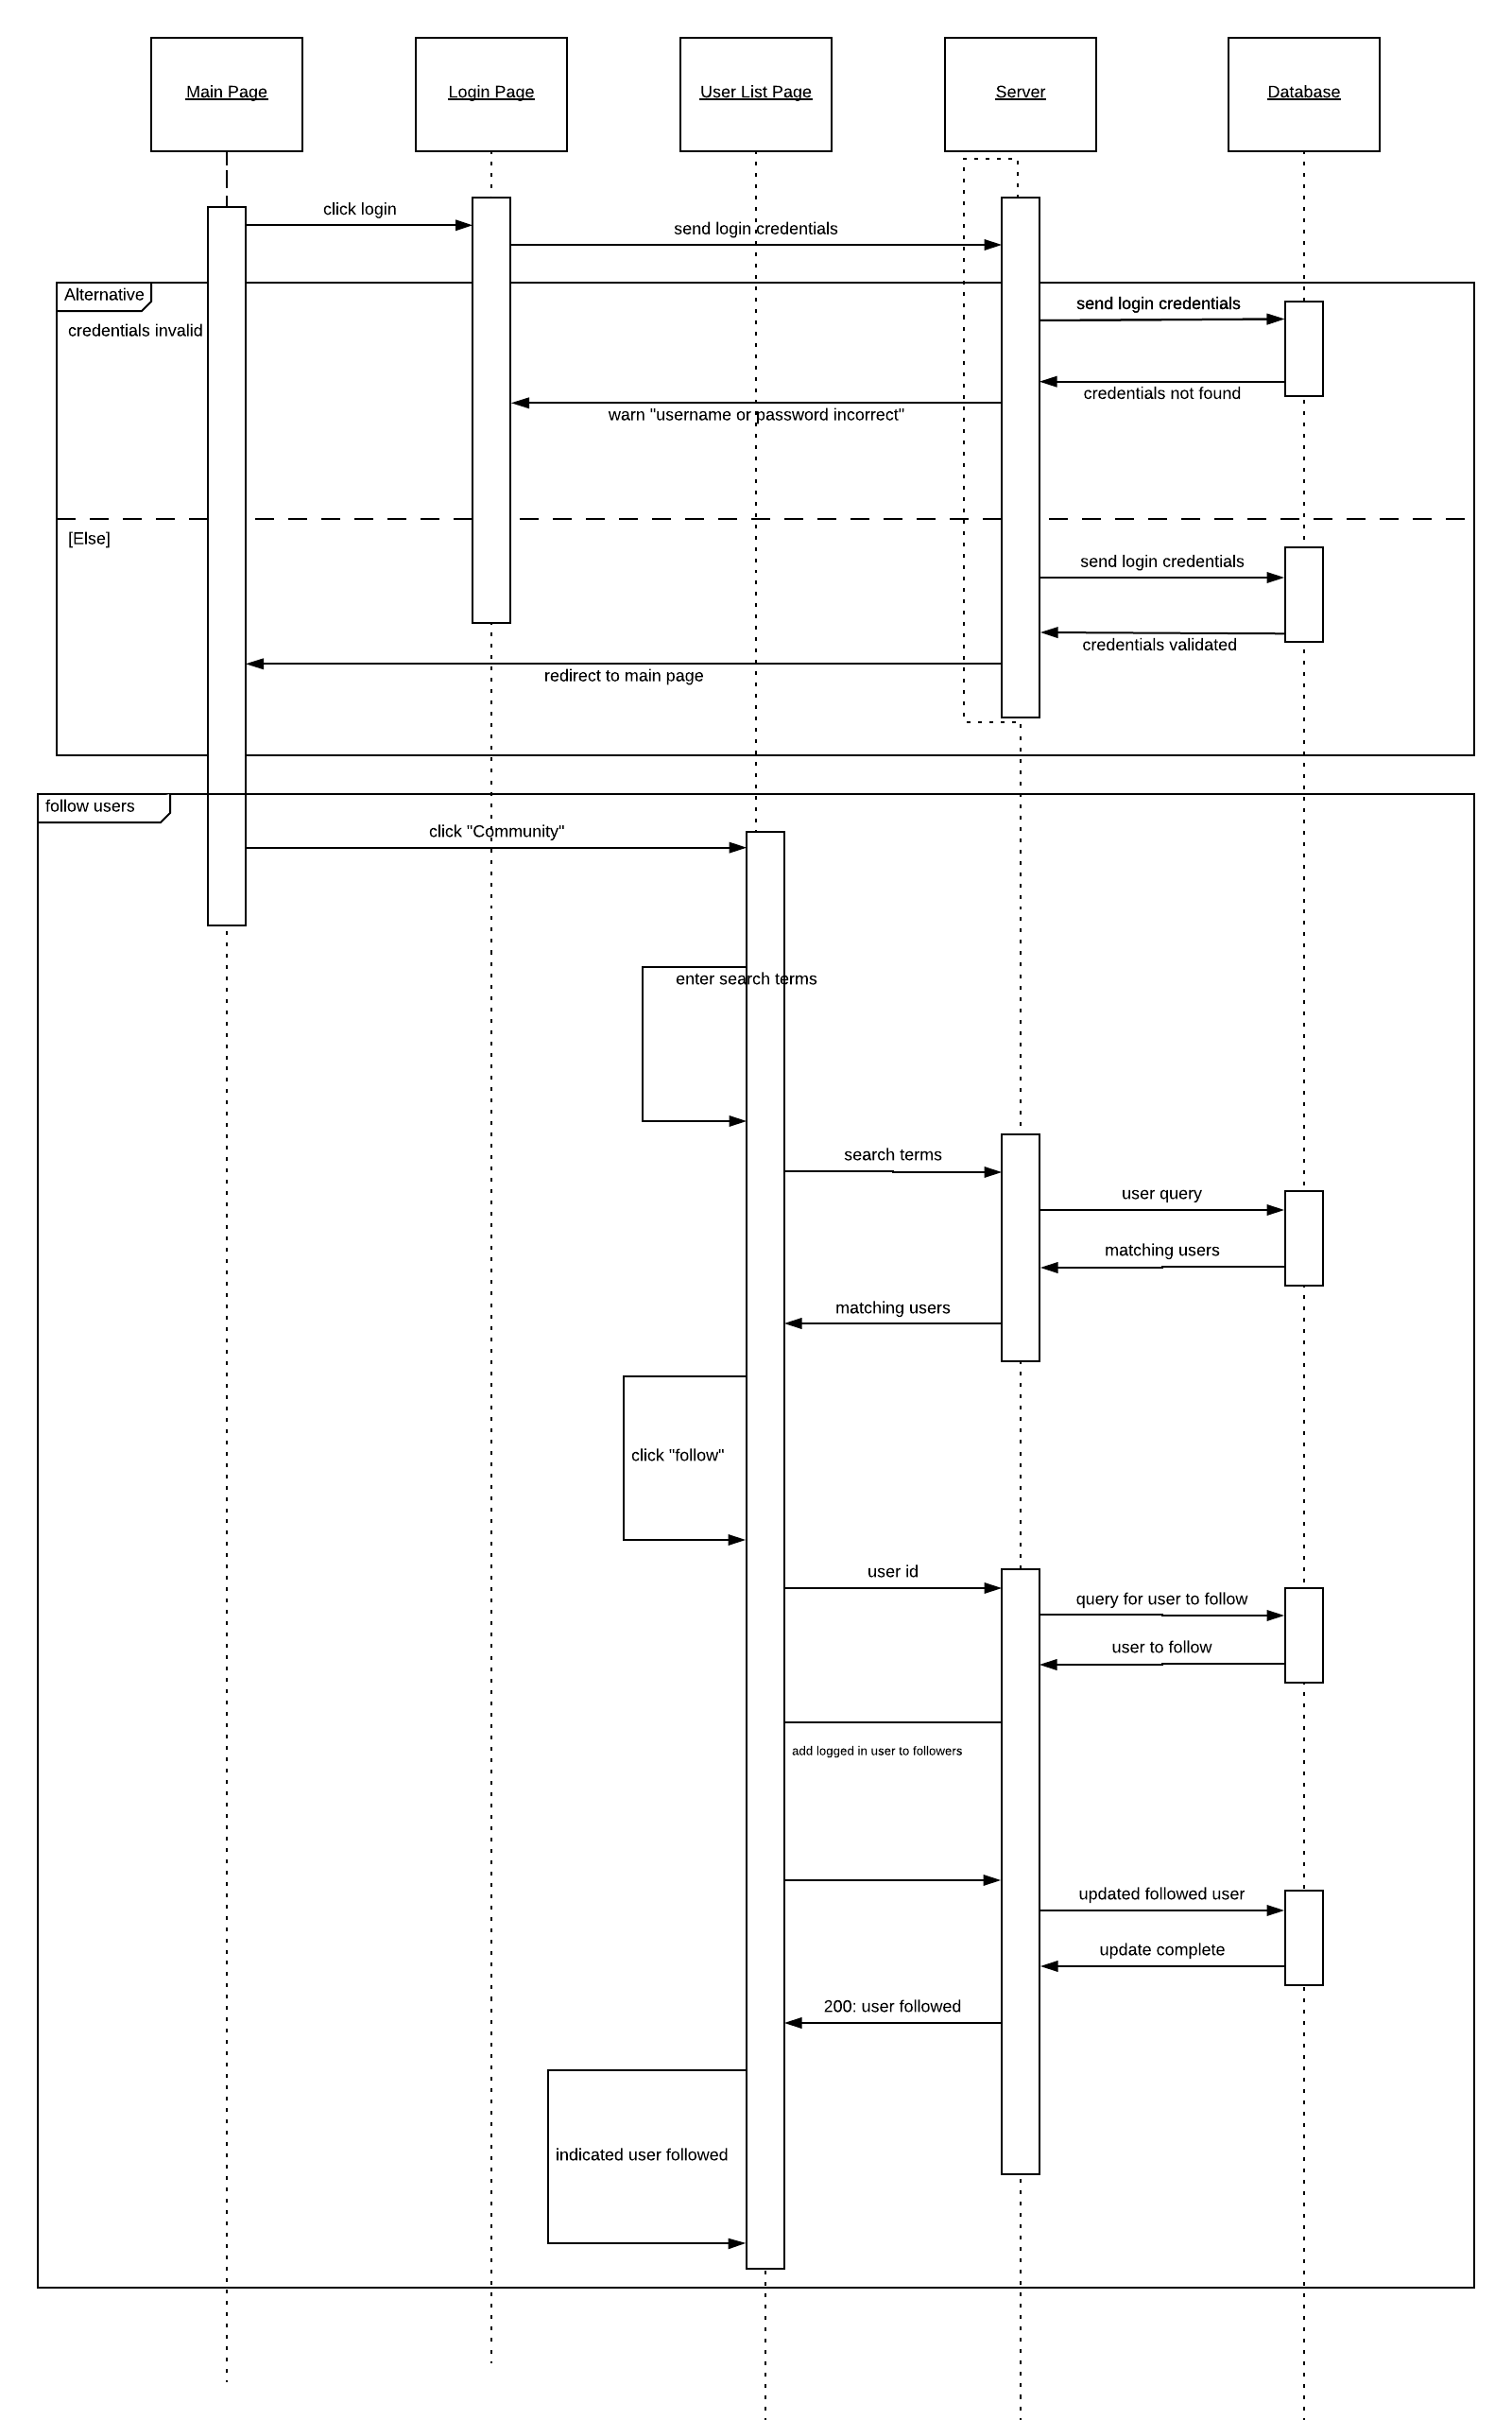 Main Page
Login Page
User List Page
Server
Database
click login
send login credentials
Alternative
credentials invalid
send login credentials
credentials not found
warn "username or password incorrect"
[Else]
send login credentials
credentials validated
redirect to main page
follow users
click "Community"
enter search terms
search terms
user query
matching users
matching users
click "follow"
user id
query for user to follow
user to follow
add logged in user to followers
updated followed user
update complete
200: user followed
indicated user followed